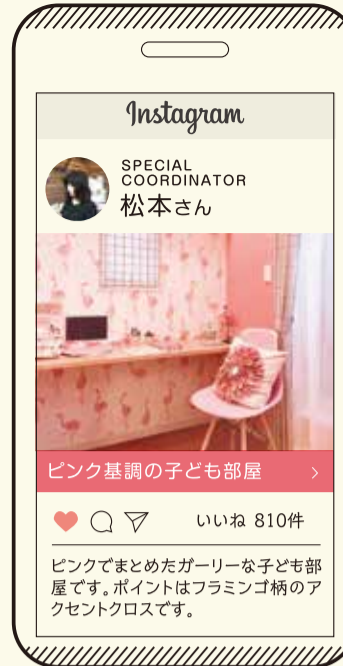 Instagram
SPECIAL
COORDINATOR
松本さん
ピンク基調の子ども部屋
いいね 810件
ピンクでまとめたガーリーな子ども部
屋です。ポイントはフラミンゴ柄のア
クセントクロスです。